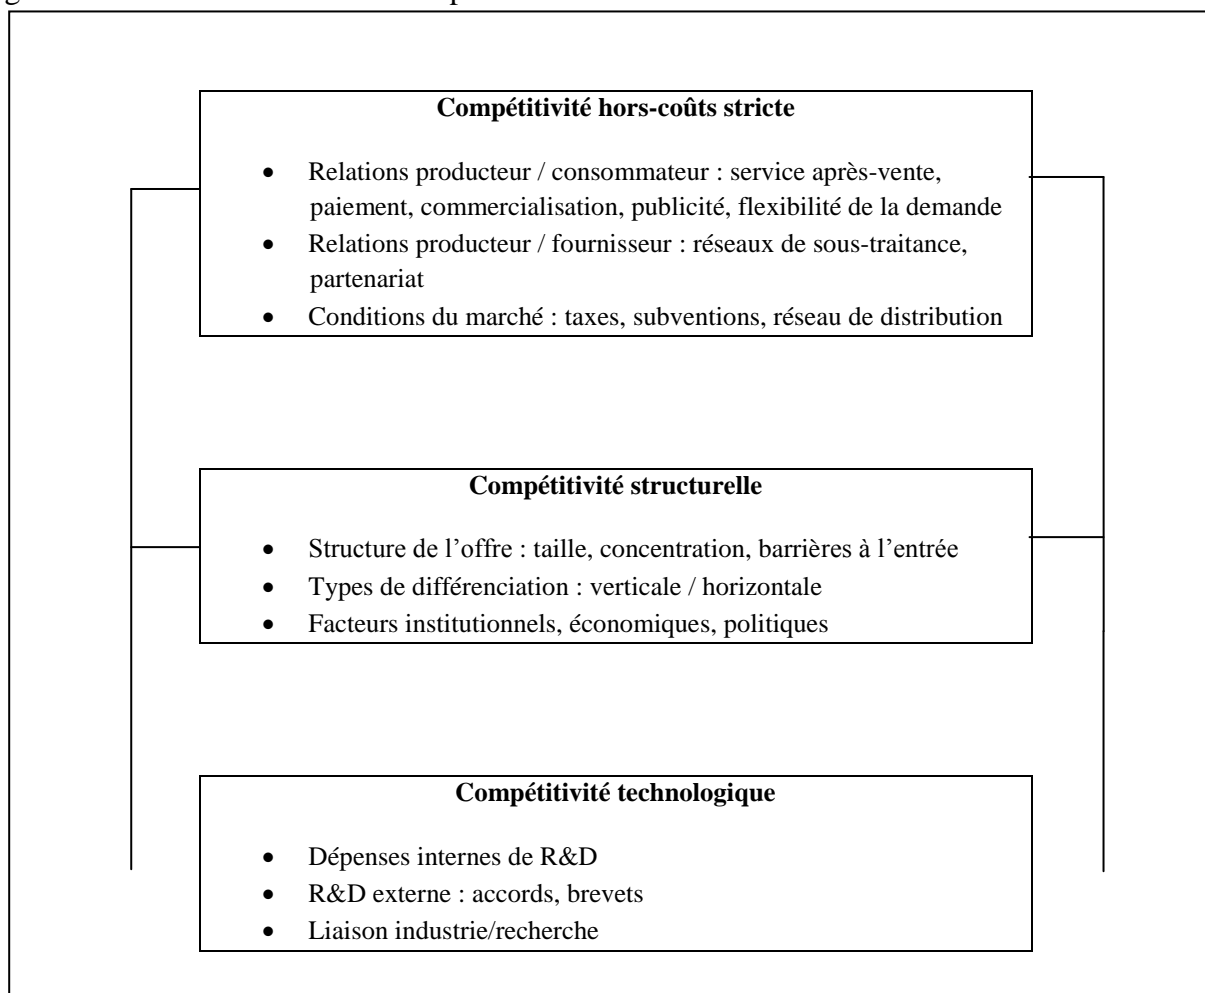 Compétitivité hors-coûts stricte
• Relations producteur / consommateur : service après-vente,
paiement, commercialisation, publicité, flexibilité de la demande
• Relations producteur / fournisseur : réseaux de sous-traitance,
partenariat
• Conditions du marché : taxes, subventions, réseau de distribution
Compétitivité structurelle
• Structure de l’offre : taille, concentration, barrières à l’entrée
• Types de différenciation : verticale / horizontale
• Facteurs institutionnels, économiques, politiques
Compétitivité technologique
• Dépenses internes de R&D
• R&D externe : accords, brevets
• Liaison industrie/recherche